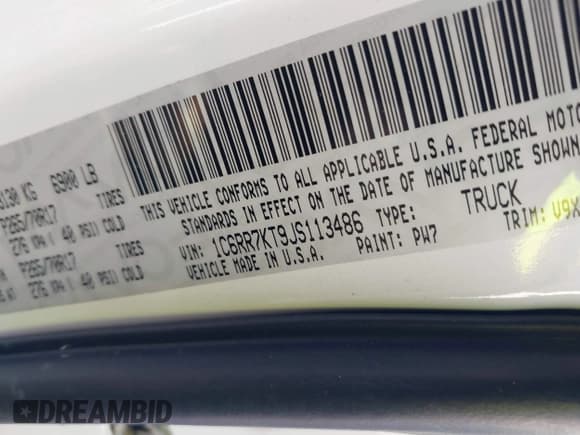 3130 KG 6900 LB
P265/70R17 TIRES
276 KPA / 40 PSI COLD
P265/70R17 TIRES
276 KPA / 40 PSI COLD
THIS VEHICLE CONFORMS TO ALL APPLICABLE U.S.A. FEDERAL MOTO
STANDARDS IN EFFECT ON THE DATE OF MANUFACTURE SHOWN
VIN: 1C6RR7KT9JS113486 TYPE: TRUCK
VEHICLE MADE IN U.S.A. PAINT: PW7 TRIM: V9X
DREAMBID